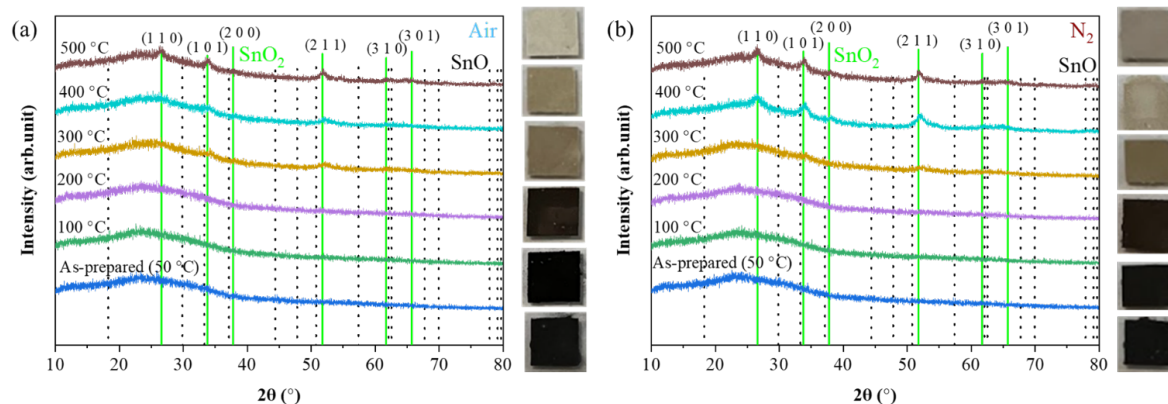 (a)
Air
(1 1 0)
(1 0 1)
(2 0 0)
SnO₂
(2 1 1)
(3 1 0)
(3 0 1)
SnO
500 °C
400 °C
300 °C
200 °C
100 °C
As-prepared (50 °C)
Intensity (arb.unit)
10 20 30 40 50 60 70 80
2θ (°)
(b)
N₂
(1 1 0)
(1 0 1)
(2 0 0)
SnO₂
(2 1 1)
(3 1 0)
(3 0 1)
SnO
500 °C
400 °C
300 °C
200 °C
100 °C
As-prepared (50 °C)
Intensity (arb.unit)
10 20 30 40 50 60 70 80
2θ (°)